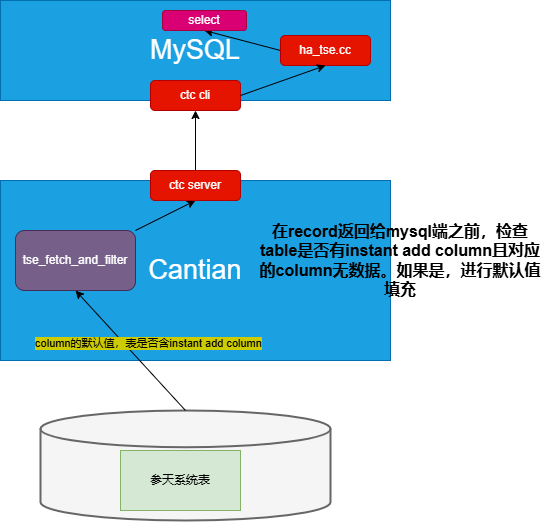 select
MySQL
ha_tse.cc
ctc cli
ctc server
在record返回给mysql端之前，检查
table是否有instant add column且对应
的column无数据。如果是，进行默认值
填充
tse_fetch_and_filter
Cantian
column的默认值，表是否含instant add column
参天系统表